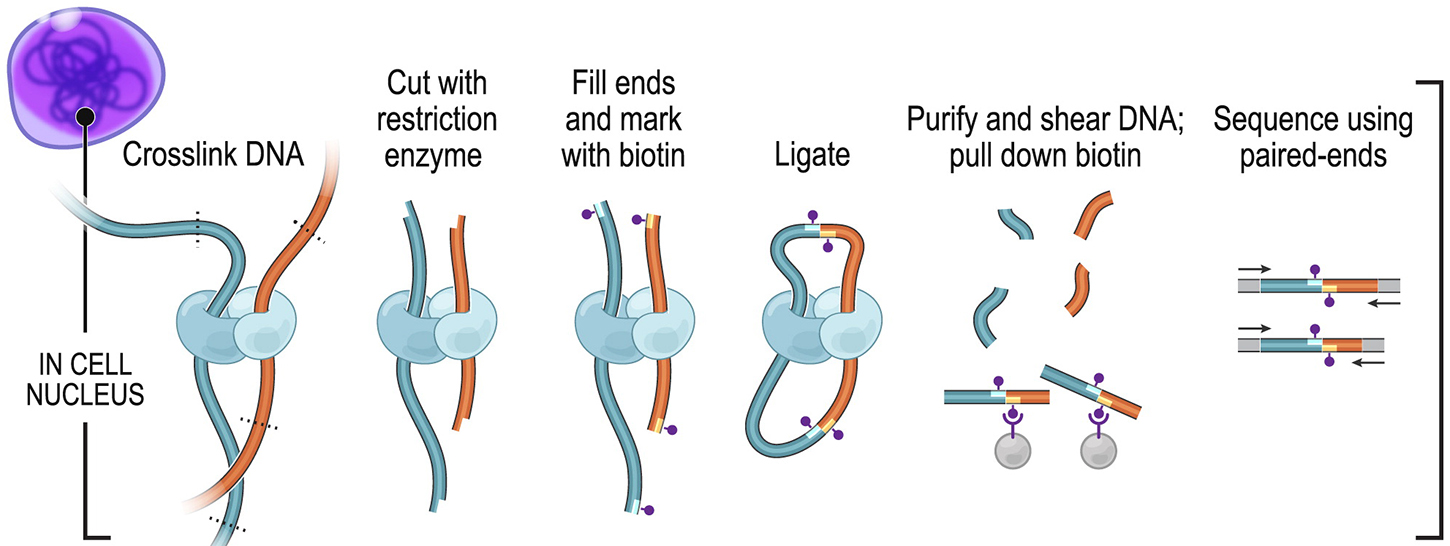 Crosslink DNA
Cut with
restriction
enzyme
Fill ends
and mark
with biotin
Ligate
Purify and shear DNA;
pull down biotin
Sequence using
paired-ends
IN CELL
NUCLEUS